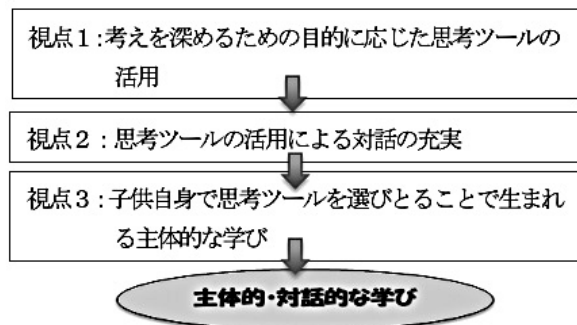 視点1:考えを深めるための目的に応じた思考ツールの
活用
視点2:思考ツールの活用による対話の充実
視点3:子供自身で思考ツールを選びとることで生まれ
る主体的な学び
主体的・対話的な学び